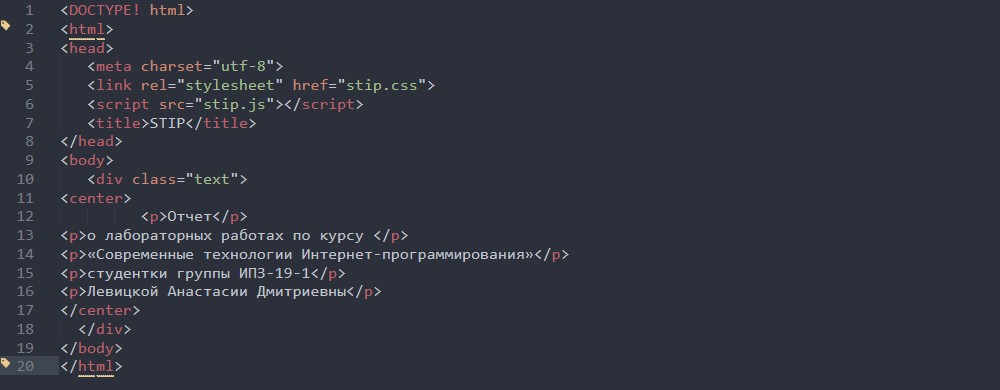 1 <DOCTYPE! html>
2 <html>
3 <head>
4 <meta charset="utf-8">
5 <link rel="stylesheet" href="stip.css">
6 <script src="stip.js"></script>
7 <title>STIP</title>
8 </head>
9 <body>
10 <div class="text">
11 <center>
12 <p>Отчет</p>
13 <p>о лабораторных работах по курсу </p>
14 <p>«Современные технологии Интернет-программирования»</p>
15 <p>студентки группы ИПЗ-19-1</p>
16 <p>Левицкой Анастасии Дмитриевны</p>
17 </center>
18 </div>
19 </body>
20 </html>